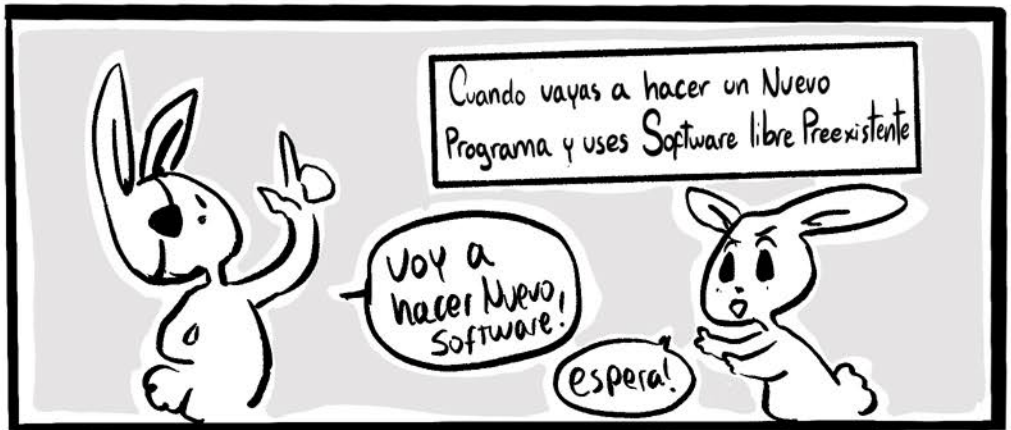 Cuando vayas a hacer un Nuevo
Programa y uses Software libre Preexistente
Voy a
hacer Nuevo
Software!
espera!